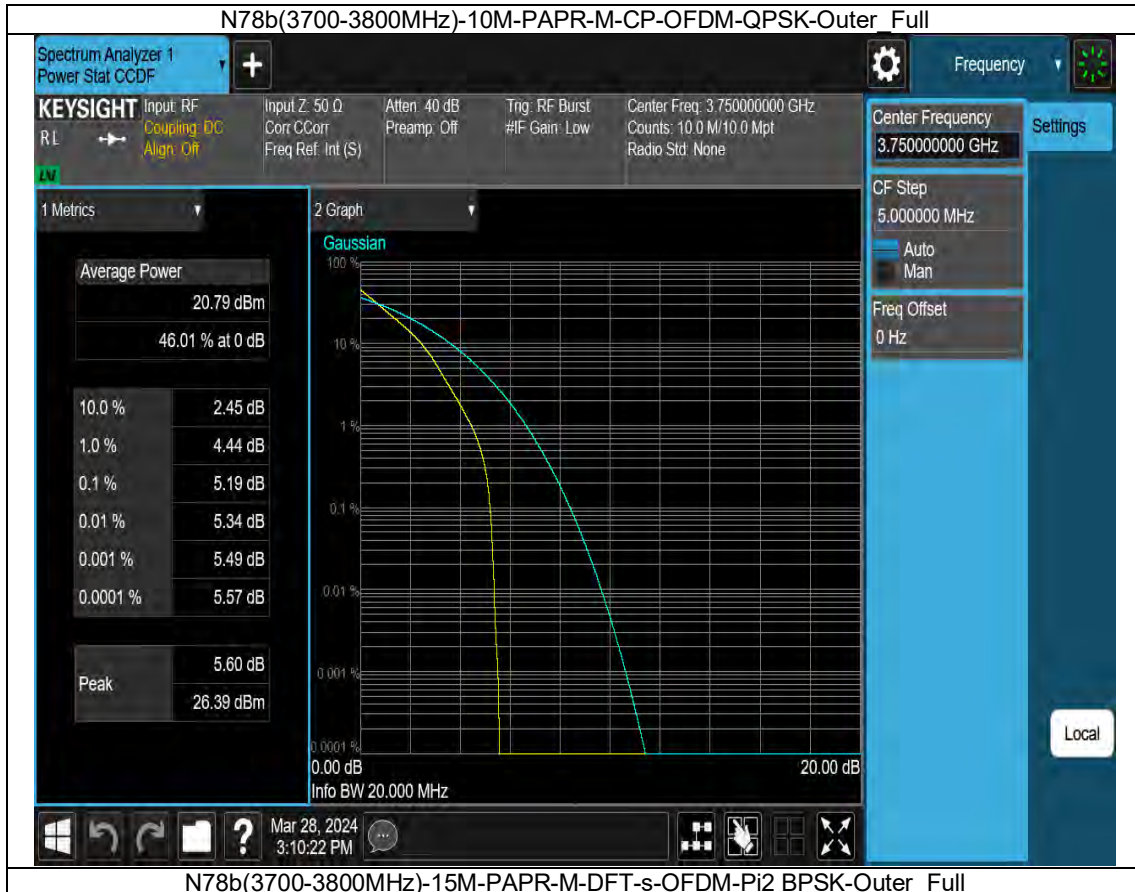 N78b(3700-3800MHz)-10M-PAPR-M-CP-OFDM-QPSK-Outer_Full
Spectrum Analyzer 1
Power Stat CCDF
+
Frequency
KEYSIGHT
RL
Input: RF
Coupling: DC
Align: Off
Input Z: 50 Ω
Corr CCorr
Freq Ref: Int (S)
Atten: 40 dB
Preamp: Off
Trig: RF Burst
#IF Gain: Low
Center Freq: 3.750000000 GHz
Counts: 10.0 M/10.0 Mpt
Radio Std: None
Center Frequency
3.750000000 GHz
Settings
CF Step
5.000000 MHz
Auto
Man
Freq Offset
0 Hz
1 Metrics
Average Power
20.79 dBm
46.01 % at 0 dB
10.0 % 2.45 dB
1.0 % 4.44 dB
0.1 % 5.19 dB
0.01 % 5.34 dB
0.001 % 5.49 dB
0.0001 % 5.57 dB
Peak
5.60 dB
26.39 dBm
2 Graph
Gaussian
100 %
10 %
1 %
0.1 %
0.01 %
0.001 %
0.0001 %
0.00 dB
20.00 dB
Info BW 20.000 MHz
Local
?
Mar 28, 2024
3:10:22 PM
N78b(3700-3800MHz)-15M-PAPR-M-DFT-s-OFDM-Pi2 BPSK-Outer_Full